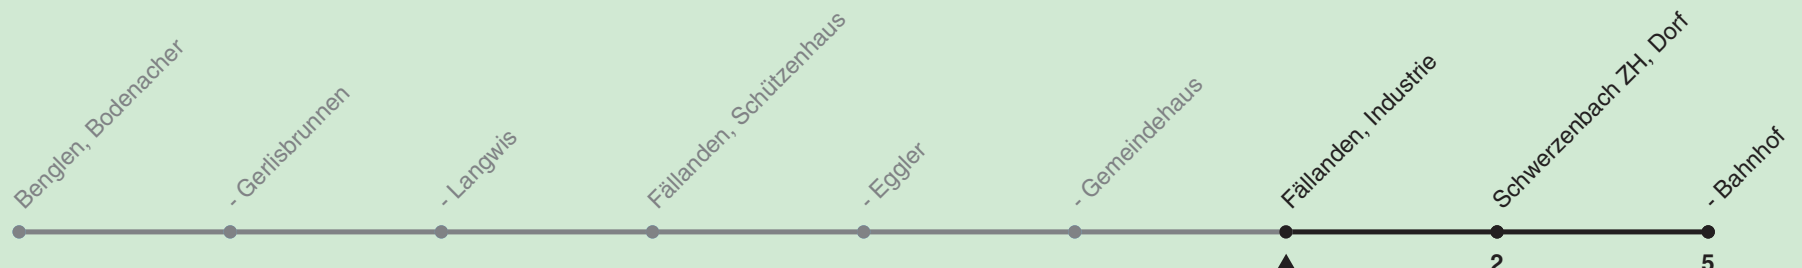 Benglen, Bodenacher
- Gerlisbrunnen
- Langwis
Fällanden, Schützenhaus
- Eggler
- Gemeindehaus
Fällanden, Industrie
Schwerzenbach ZH, Dorf
- Bahnhof
2
5